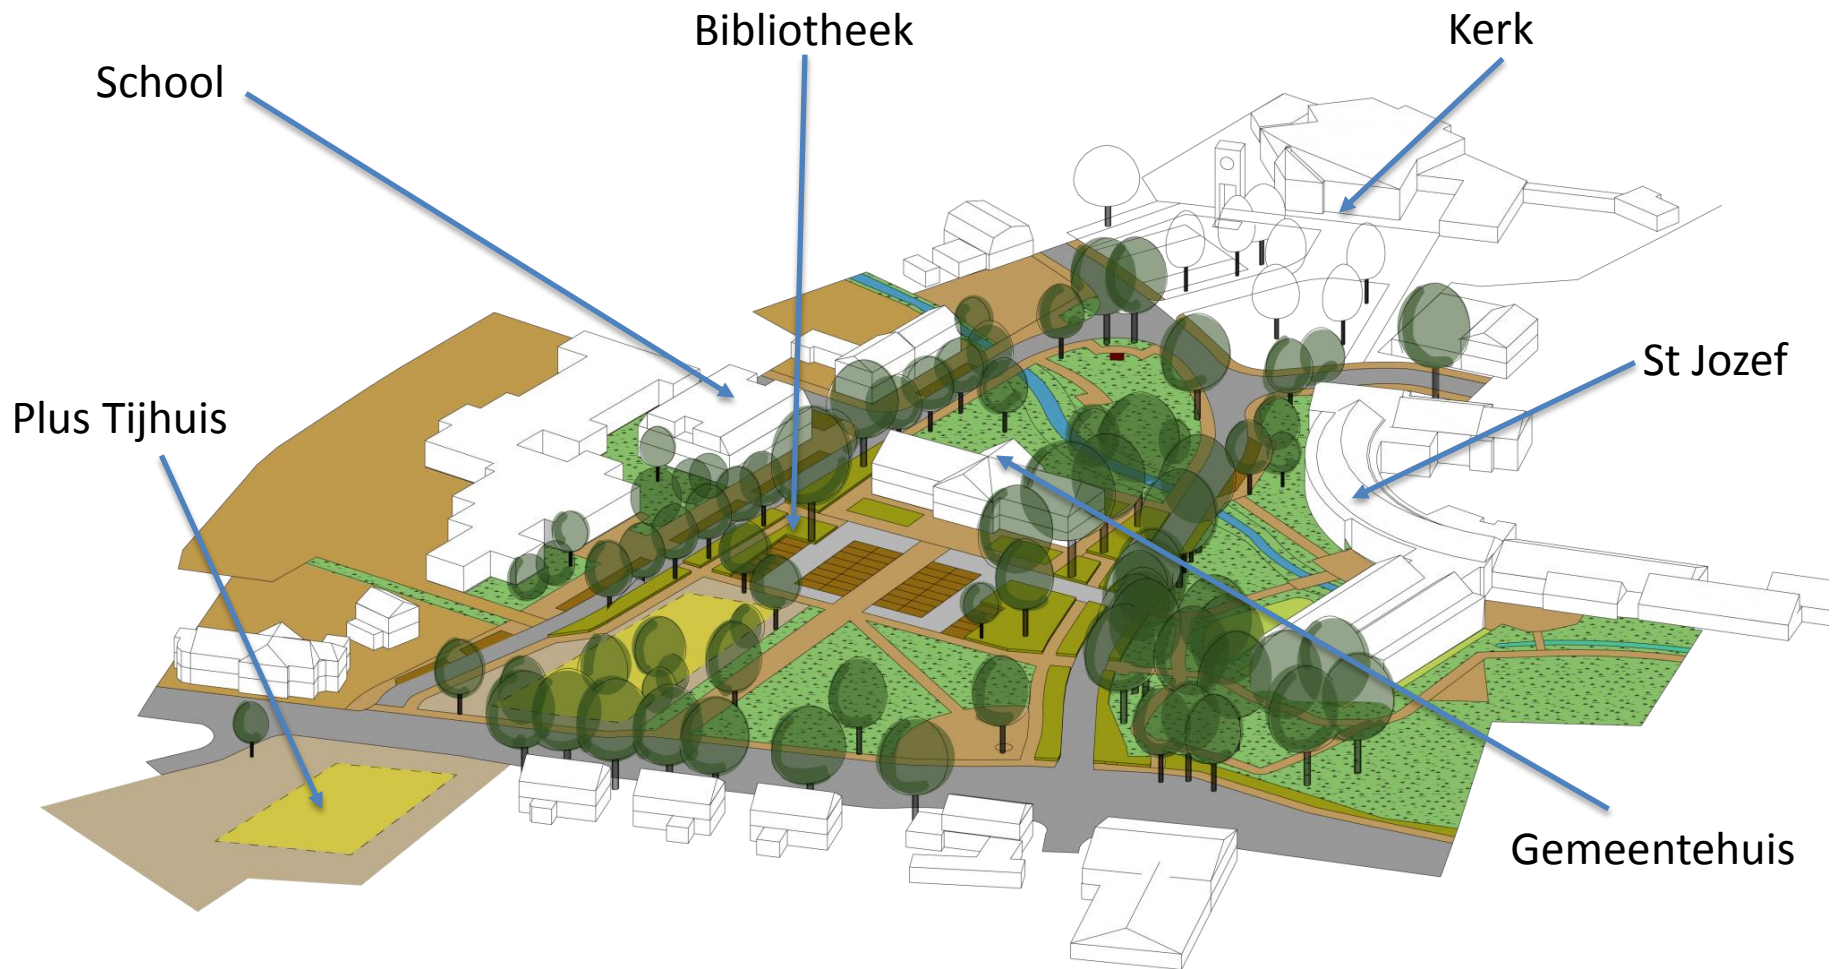 Bibliotheek
Kerk
School
St Jozef
Plus Tijhuis
Gemeentehuis